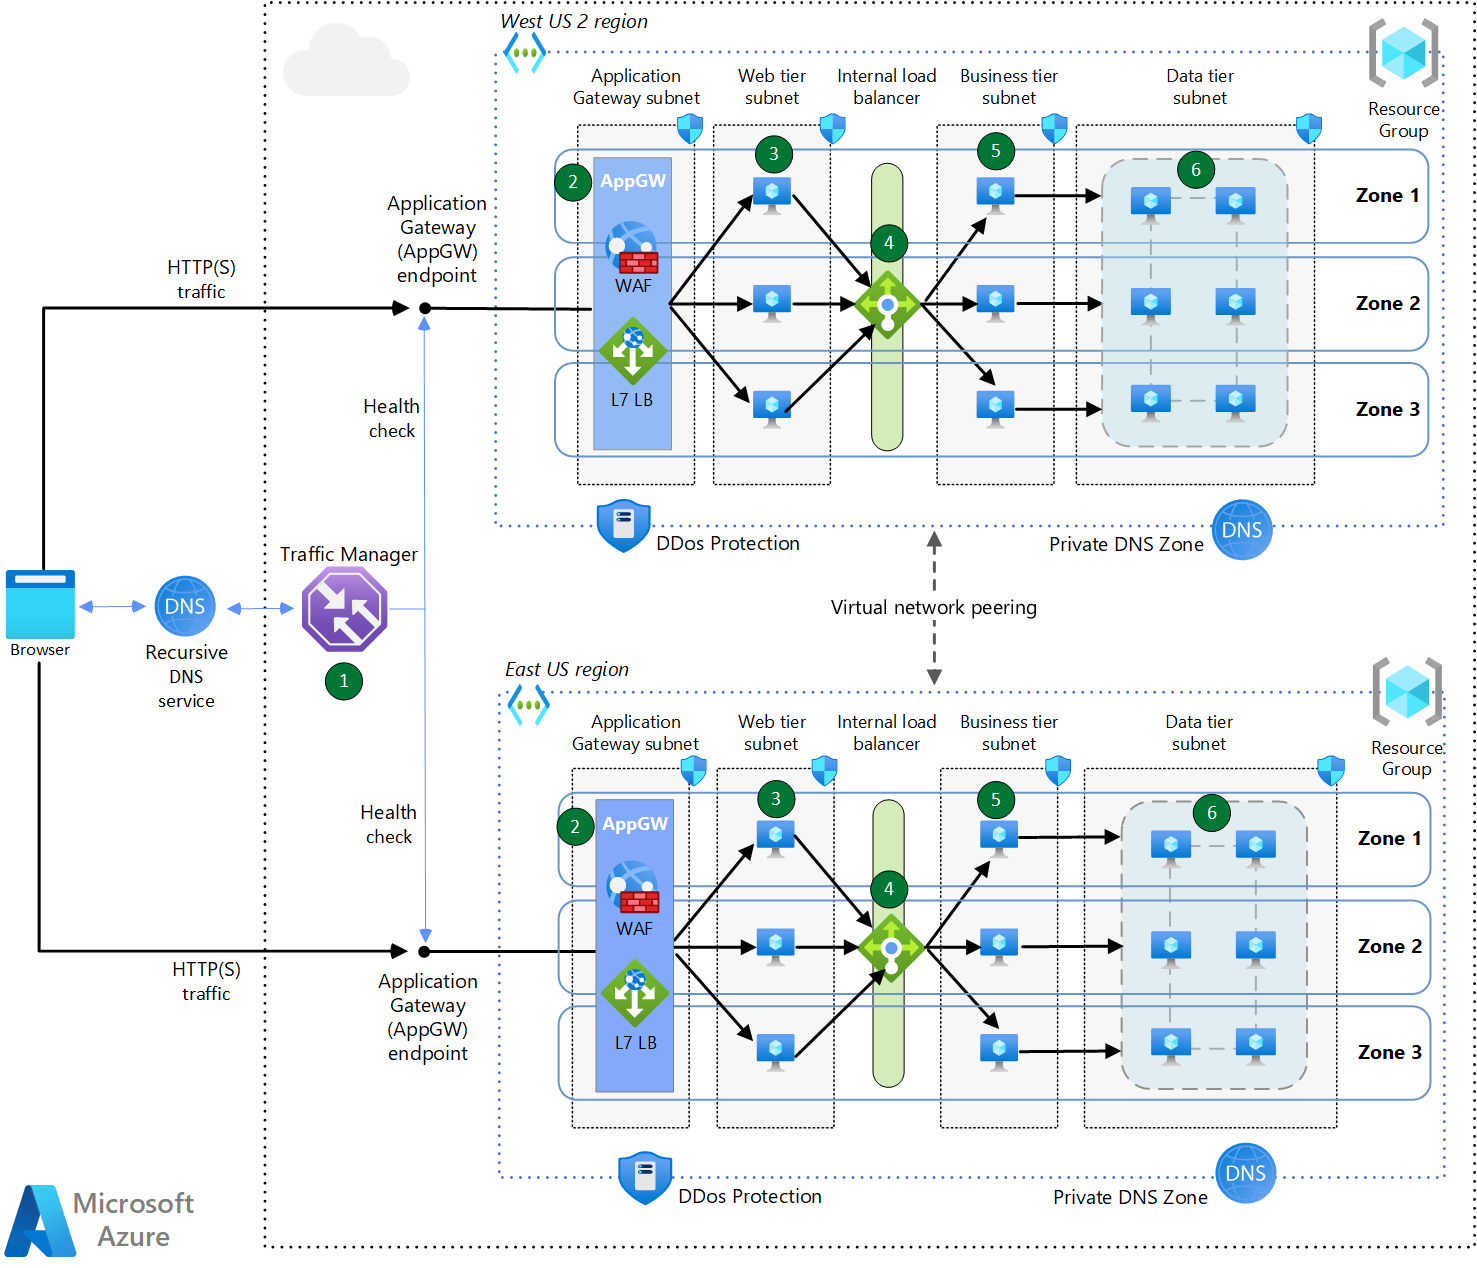 West US 2 region
Application
Gateway subnet
Web tier
subnet
Internal load
balancer
Business tier
subnet
Data tier
subnet
Resource
Group
2
AppGW
WAF
L7 LB
3
4
5
6
Zone 1
Zone 2
Zone 3
Application
Gateway
(AppGW)
endpoint
HTTP(S)
traffic
Health
check
DDos Protection
Private DNS Zone
DNS
Traffic Manager
1
Browser
DNS
Recursive
DNS
service
Virtual network peering
East US region
Application
Gateway subnet
Web tier
subnet
Internal load
balancer
Business tier
subnet
Data tier
subnet
Resource
Group
2
AppGW
WAF
L7 LB
3
4
5
6
Zone 1
Zone 2
Zone 3
Health
check
HTTP(S)
traffic
Application
Gateway
(AppGW)
endpoint
DDos Protection
Private DNS Zone
DNS
Microsoft
Azure